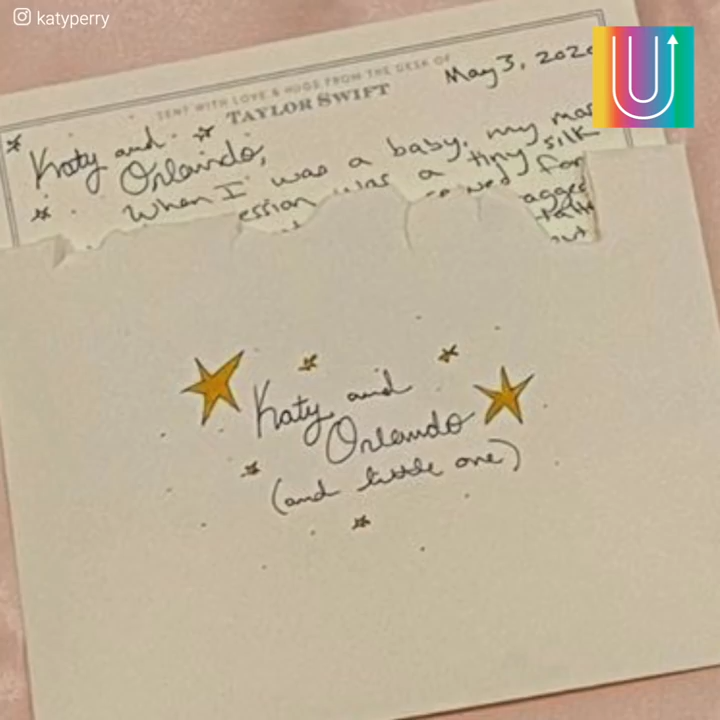 katyperry
SENT WITH LOVE & HUGS FROM THE DESK OF
TAYLOR SWIFT
May 3, 2020
Katy and
Orlando,
When I was a baby, my
ession was a tiny silk
for
U
Katy and
Orlando
(and little one)